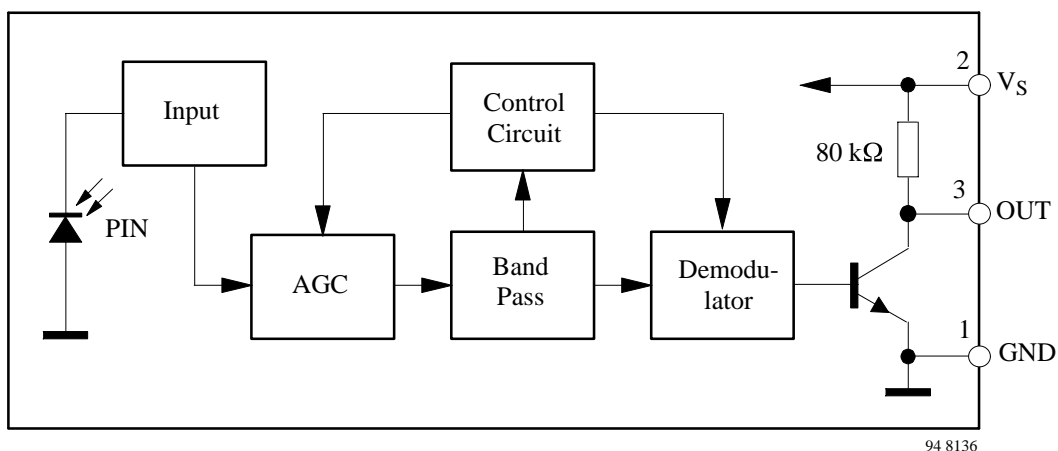 Input
Control
Circuit
2
V_S
80 kΩ
3
OUT
PIN
AGC
Band
Pass
Demodu-
lator
1
GND
94 8136